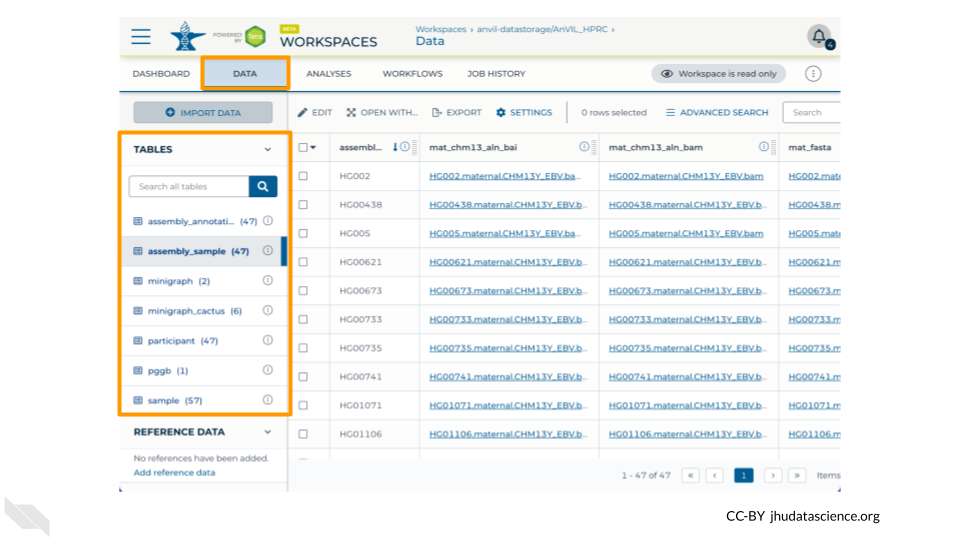 POWERED BY Terra
BETA
WORKSPACES
Workspaces › anvil-datastorage/AnVIL_HPRC ›
Data
4
DASHBOARD DATA ANALYSES WORKFLOWS JOB HISTORY Workspace is read only
IMPORT DATA EDIT OPEN WITH... EXPORT SETTINGS 0 rows selected ADVANCED SEARCH Search
TABLES
Search all tables
assembly_annotati... (47)
assembly_sample (47)
minigraph (2)
minigraph_cactus (6)
participant (47)
pggb (1)
sample (57)
REFERENCE DATA
No references have been added.
Add reference data
assembl... mat_chm13_aln_bai mat_chm13_aln_bam mat_fasta
HG002 HG002.maternal.CHM13Y_EBV.ba... HG002.maternal.CHM13Y_EBV.bam HG002.mate
HG00438 HG00438.maternal.CHM13Y_EBV.b... HG00438.maternal.CHM13Y_EBV.b... HG00438.m
HG005 HG005.maternal.CHM13Y_EBV.ba... HG005.maternal.CHM13Y_EBV.bam HG005.mate
HG00621 HG00621.maternal.CHM13Y_EBV.b... HG00621.maternal.CHM13Y_EBV.b... HG00621.m
HG00673 HG00673.maternal.CHM13Y_EBV.b... HG00673.maternal.CHM13Y_EBV.b... HG00673.m
HG00733 HG00733.maternal.CHM13Y_EBV.b... HG00733.maternal.CHM13Y_EBV.b... HG00733.m
HG00735 HG00735.maternal.CHM13Y_EBV.b... HG00735.maternal.CHM13Y_EBV.b... HG00735.m
HG00741 HG00741.maternal.CHM13Y_EBV.b... HG00741.maternal.CHM13Y_EBV.b... HG00741.m
HG01071 HG01071.maternal.CHM13Y_EBV.b... HG01071.maternal.CHM13Y_EBV.b... HG01071.m
HG01106 HG01106.maternal.CHM13Y_EBV.b... HG01106.maternal.CHM13Y_EBV.b... HG01106.m
1 - 47 of 47 « ‹ 1 › » Items
CC-BY jhudatascience.org